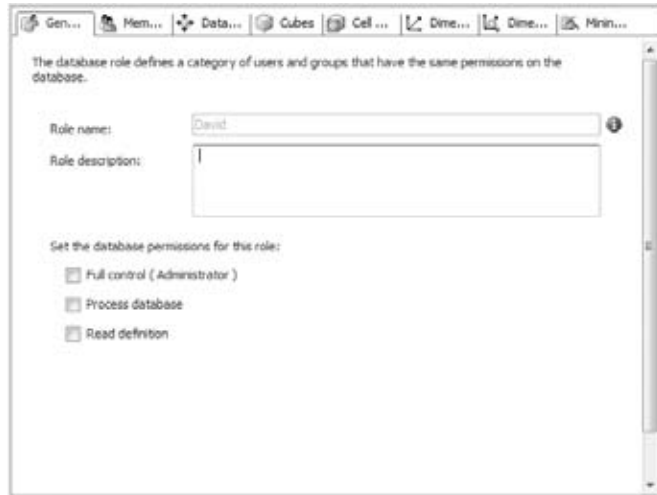 Gen... Mem... Data... Cubes Cell ... Dime... Dime... Minin...
The database role defines a category of users and groups that have the same permissions on the
database.
Role name: David
Role description:
Set the database permissions for this role:
Full control ( Administrator )
Process database
Read definition